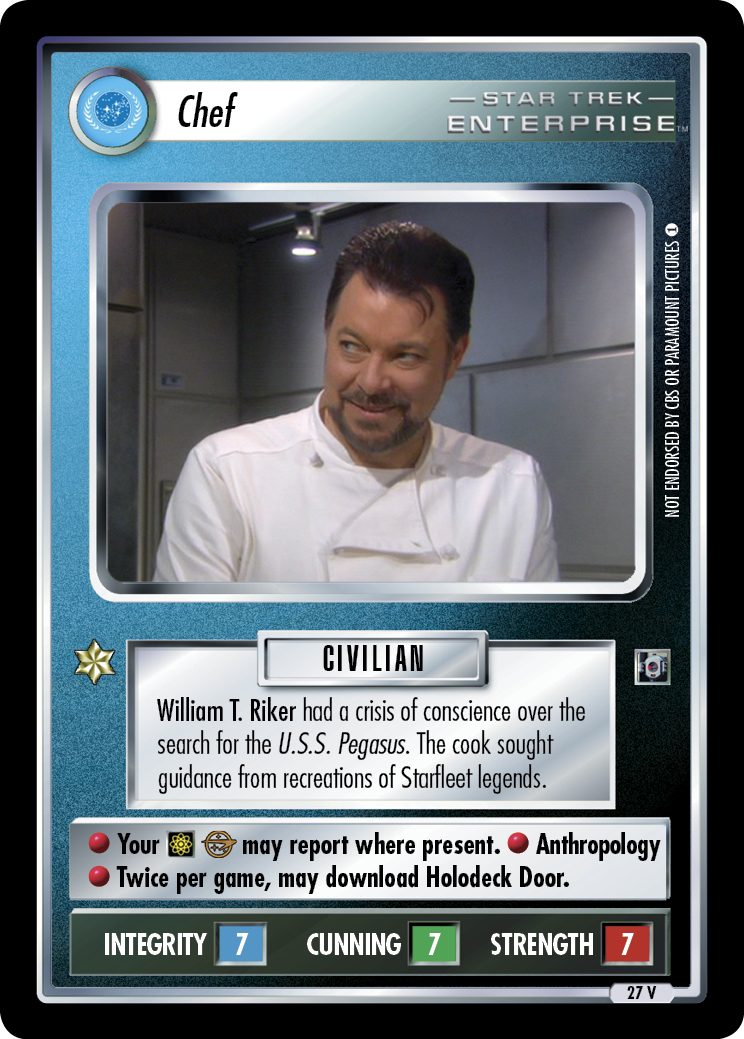 Chef
STAR TREK
ENTERPRISE™
NOT ENDORSED BY CBS OR PARAMOUNT PICTURES 1
CIVILIAN
William T. Riker had a crisis of conscience over the
search for the U.S.S. Pegasus. The cook sought
guidance from recreations of Starfleet legends.
Your may report where present. Anthropology
Twice per game, may download Holodeck Door.
INTEGRITY 7 CUNNING 7 STRENGTH 7
27 V